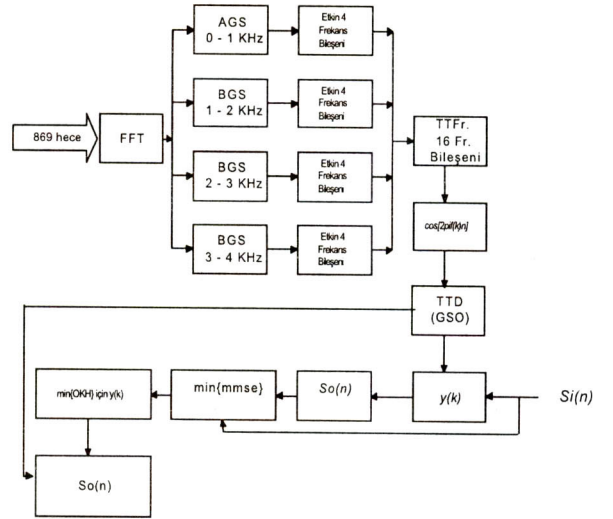 AGS
0 - 1 KHz
Etkin 4
Frekans
Bileşeni
BGS
1 - 2 KHz
Etkin 4
Frekans
Bileşeni
869 hece
FFT
TTFr.
16 Fr.
Bileşeni
BGS
2 - 3 KHz
Etkin 4
Frekans
Bileşeni
BGS
3 - 4 KHz
Etkin 4
Frekans
Bileşeni
cos[2pif(k)n]
TTD
(GSO)
min{OKH} için y(k)
min{mmse}
So(n)
y(k)
Si(n)
So(n)